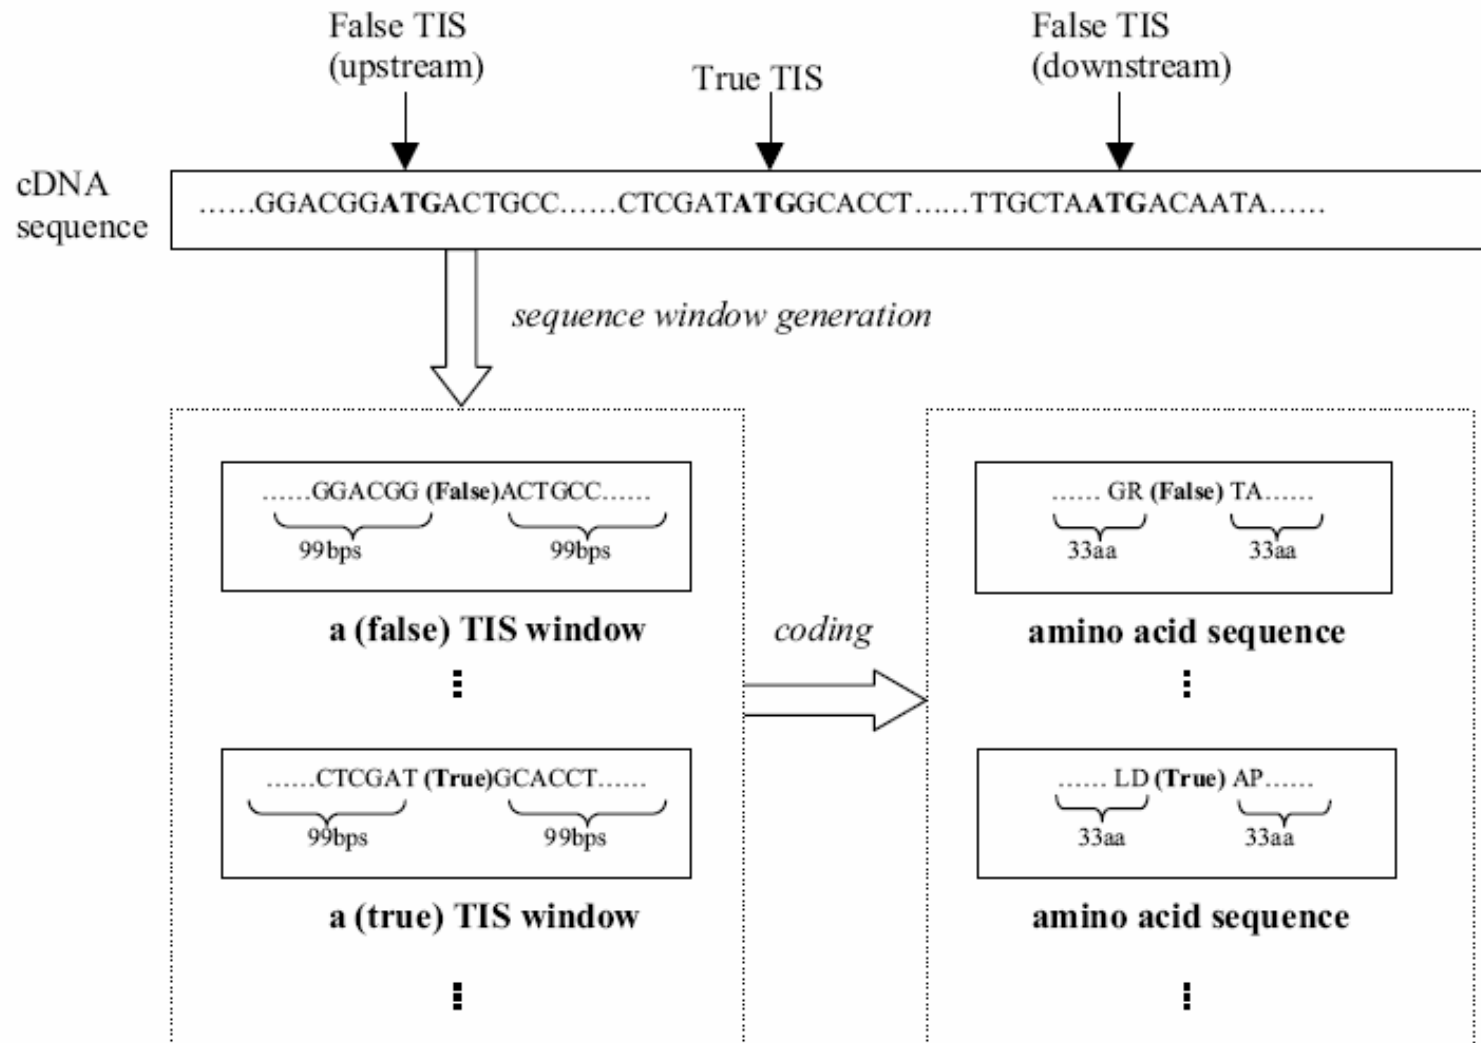 False TIS
(upstream)
True TIS
False TIS
(downstream)
cDNA
sequence
......GGACGGATGACTGCC......CTCGATATGGCACCT......TTGCTAATGACAATA......
sequence window generation
......GGACGG (False)ACTGCC......
99bps
99bps
a (false) TIS window
......CTCGAT (True)GCACCT......
99bps
99bps
a (true) TIS window
coding
...... GR (False) TA......
33aa
33aa
amino acid sequence
...... LD (True) AP......
33aa
33aa
amino acid sequence